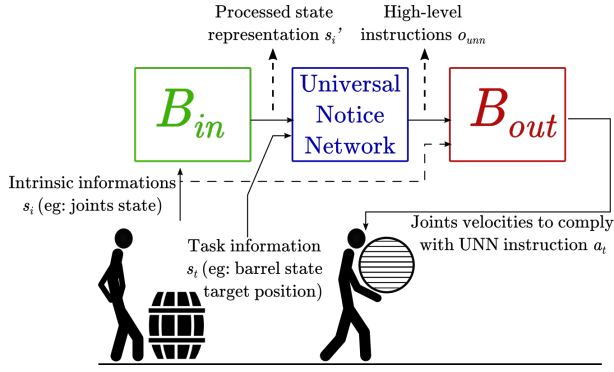 Processed state
representation si'
High-level
instructions ounn
Bin
Universal
Notice
Network
Bout
Intrinsic informations
si (eg: joints state)
Task information
st (eg: barrel state
target position)
Joints velocities to comply
with UNN instruction at